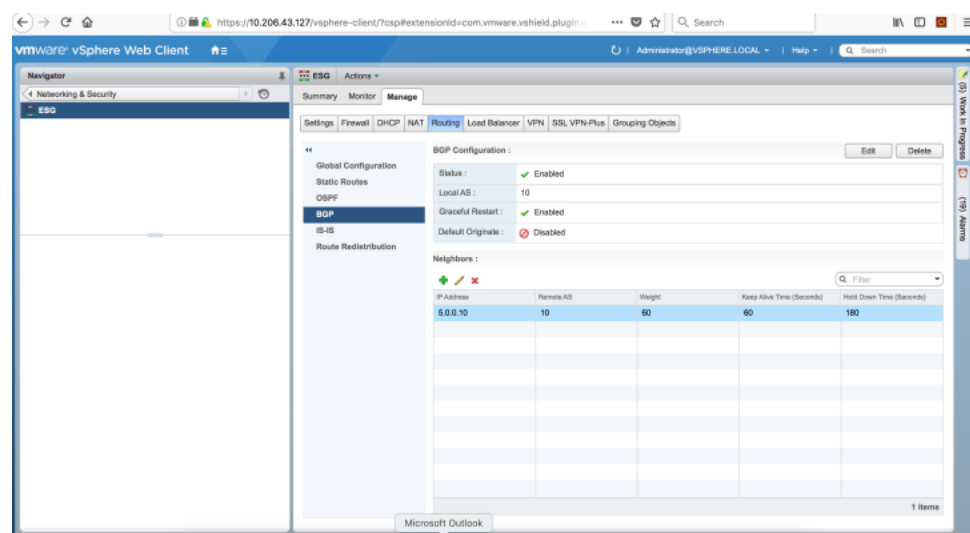 https://10.206.43.127/vsphere-client/?csp#extensionId=com.vmware.vshield.plugin.
Search
vmware vSphere Web Client
Administrator@VSPHERE.LOCAL
Help
Search
Navigator
Networking & Security
ESG
ESG Actions
Summary Monitor Manage
Settings Firewall DHCP NAT Routing Load Balancer VPN SSL VPN-Plus Grouping Objects
Global Configuration
Static Routes
OSPF
BGP
IS-IS
Route Redistribution
BGP Configuration :
Edit Delete
Status : Enabled
Local AS : 10
Graceful Restart : Enabled
Default Originate : Disabled
Neighbors :
Filter
IP Address Remote AS Weight Keep Alive Time (Seconds) Hold Down Time (Seconds)
5.0.0.10 10 60 60 180
1 items
(5) Work In Progress
(19) Alarms
Microsoft Outlook